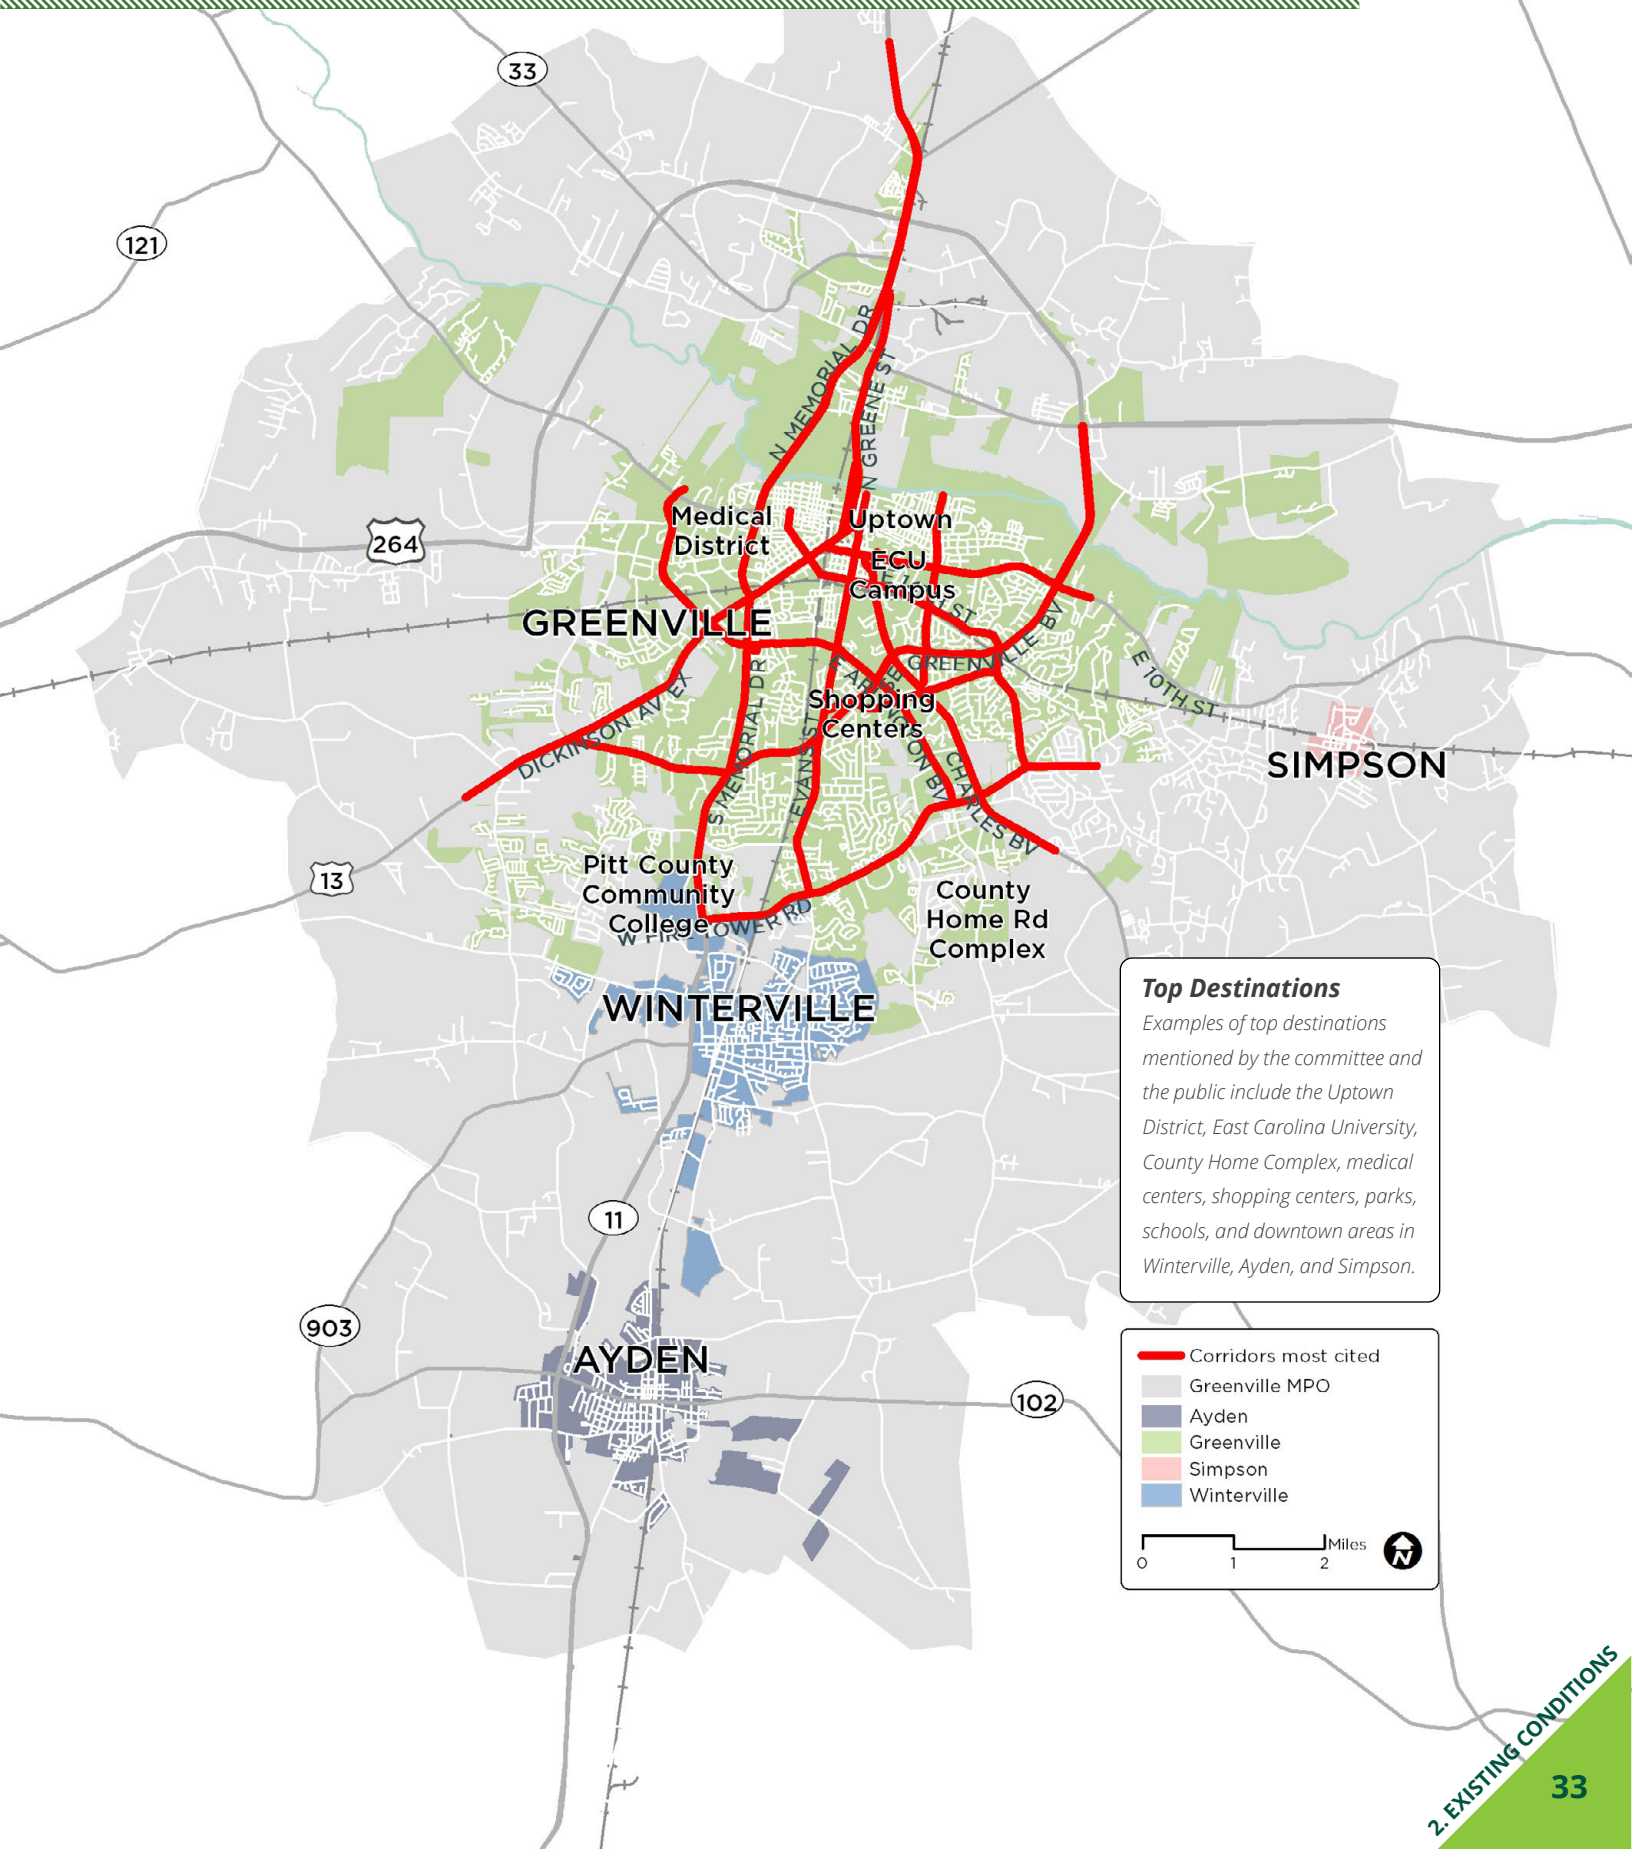 33
121
N MEMORIAL DR
N GREENE ST
Medical
District
Uptown
ECU
Campus
264
GREENVILLE
GREENVILLE BV
E 10TH ST
Shopping
Centers
DICKINSON AV EX
S MEMORIAL DR
EVANS ST
CHARLES BV
SIMPSON
13
Pitt County
Community
College
County
Home Rd
Complex
WINTERVILLE
11
903
AYDEN
102
Top Destinations
Examples of top destinations
mentioned by the committee and
the public include the Uptown
District, East Carolina University,
County Home Complex, medical
centers, shopping centers, parks,
schools, and downtown areas in
Winterville, Ayden, and Simpson.
Corridors most cited
Greenville MPO
Ayden
Greenville
Simpson
Winterville
Miles
0 1 2
N
2. EXISTING CONDITIONS
33